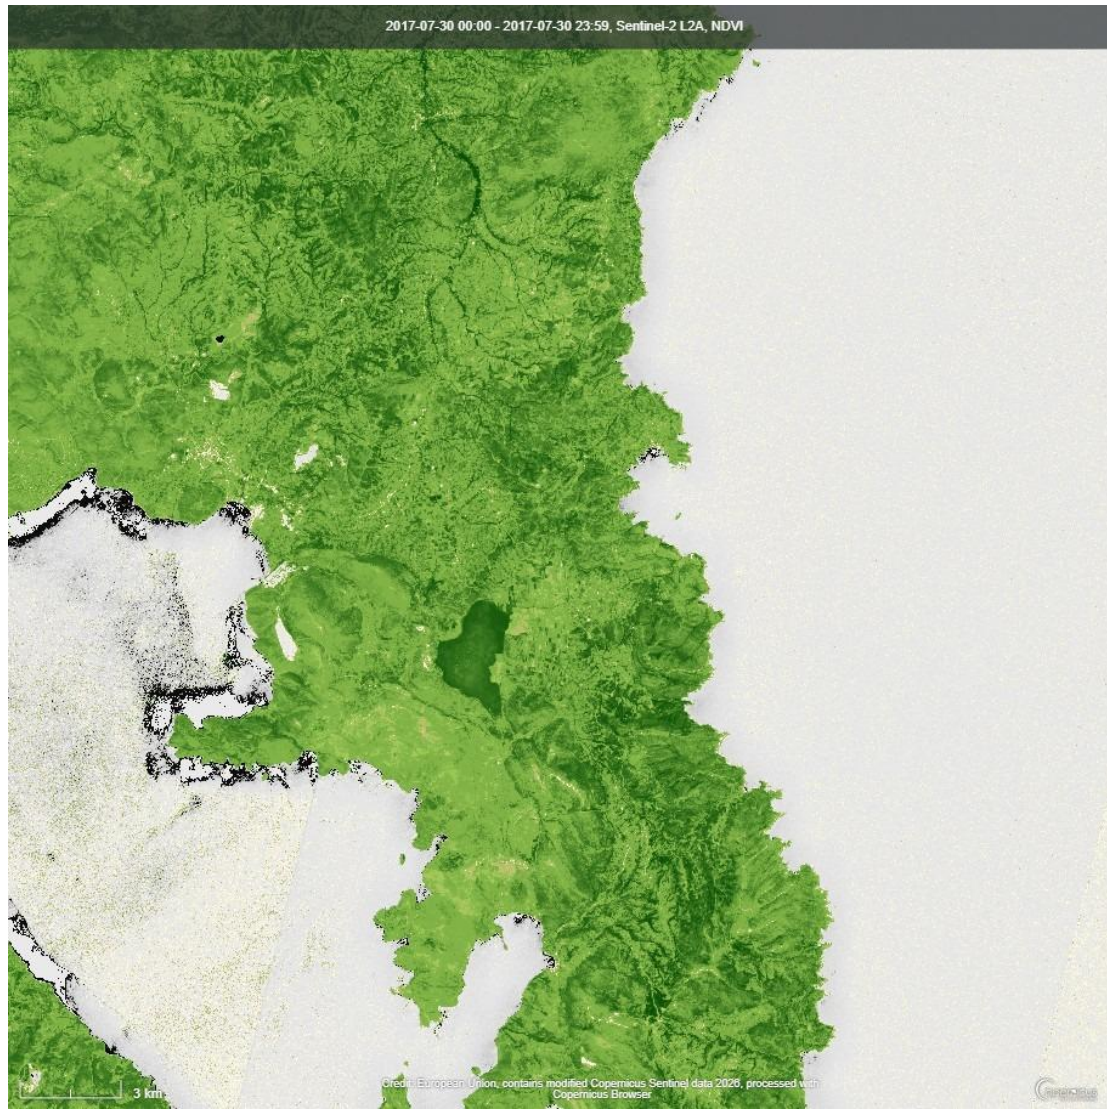 2017-07-30 00:00 - 2017-07-30 23:59, Sentinel-2 L2A, NDVI
3 km
Credit: European Union, contains modified Copernicus Sentinel data 2026, processed with
Copernicus Browser